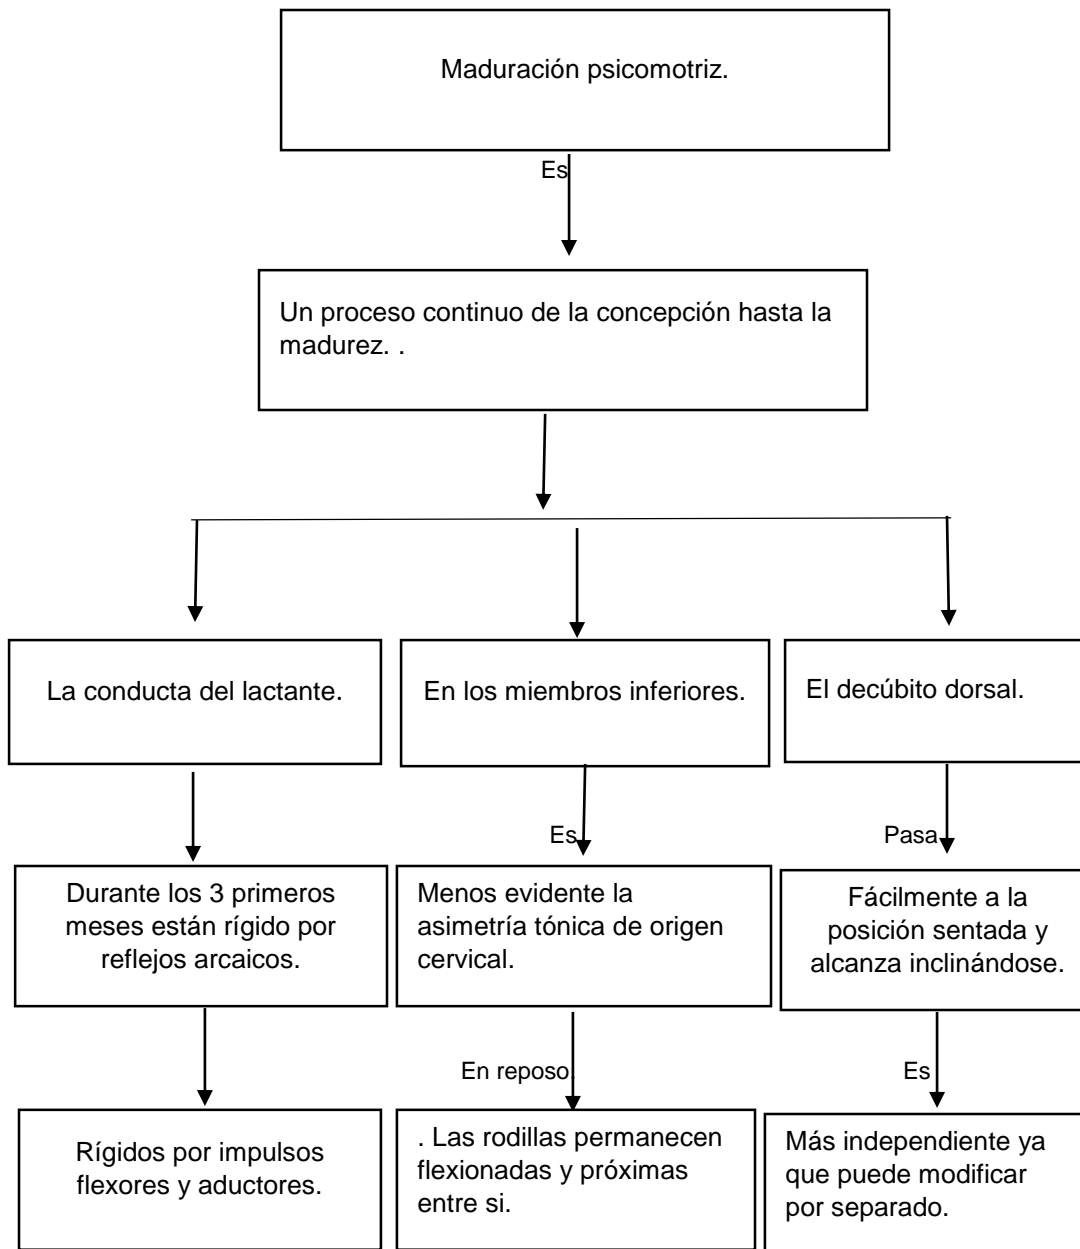 Maduración psicomotriz.
Es
Un proceso continuo de la concepción hasta la
madurez. .
La conducta del lactante.
En los miembros inferiores.
El decúbito dorsal.
Es
Pasa
Durante los 3 primeros
meses están rígido por
reflejos arcaicos.
Menos evidente la
asimetría tónica de origen
cervical.
Fácilmente a la
posición sentada y
alcanza inclinándose.
En reposo.
Es
Rígidos por impulsos
flexores y aductores.
. Las rodillas permanecen
flexionadas y próximas
entre si.
Más independiente ya
que puede modificar
por separado.